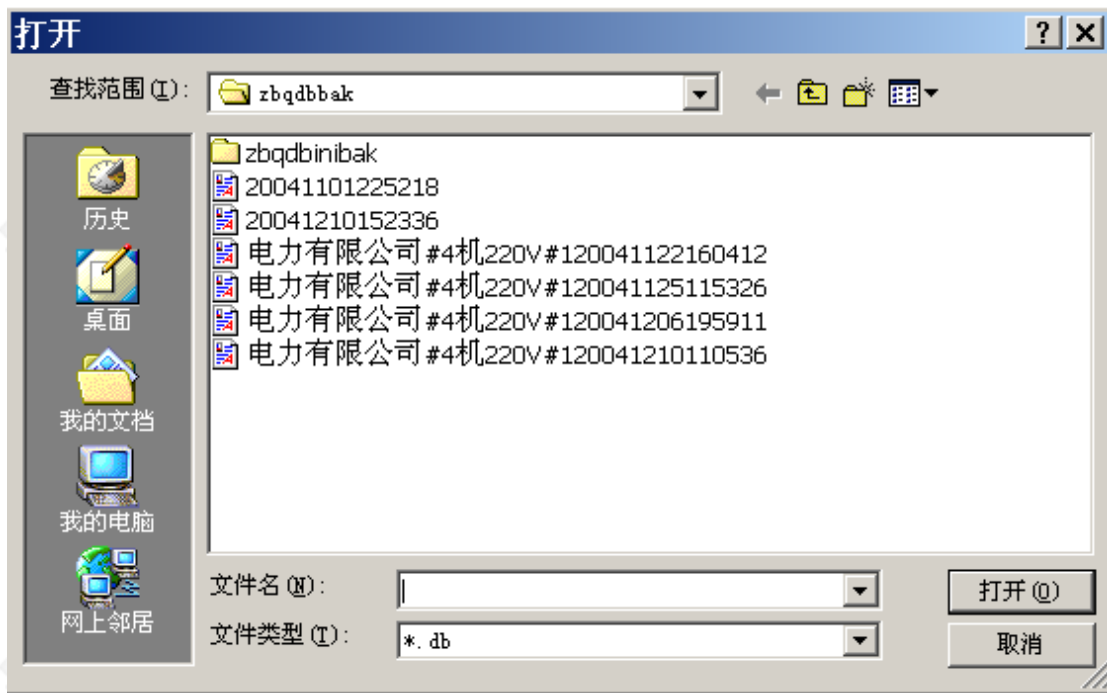 打开
查找范围(I):
zbqdbbak
历史
桌面
我的文档
我的电脑
网上邻居
zbqdbinibak
20041101225218
20041210152336
电力有限公司#4机220V#120041122160412
电力有限公司#4机220V#120041125115326
电力有限公司#4机220V#120041206195911
电力有限公司#4机220V#120041210110536
文件名(N):
打开(O)
文件类型(T):
*.db
取消